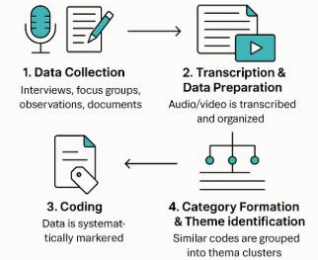 1. Data Collection
Interviews, focus groups,
observations, documents
2. Transcription &
Data Preparation
Audio/video is transcribed
and organized
3. Coding
Data is systemat-
tically markered
4. Category Formation
& Theme identification
Similar codes are grouped
into thema clusters